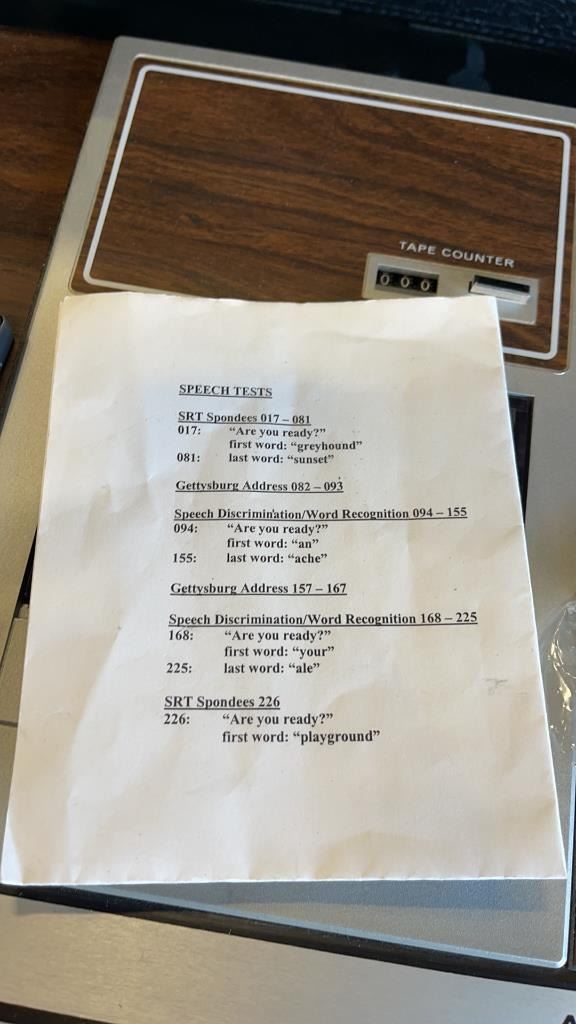 TAPE COUNTER
000
SPEECH TESTS
SRT Spondees 017 – 081
017: "Are you ready?"
first word: "greyhound"
081: last word: "sunset"
Gettysburg Address 082 – 093
Speech Discrimination/Word Recognition 094 – 155
094: "Are you ready?"
first word: "an"
155: last word: "ache"
Gettysburg Address 157 – 167
Speech Discrimination/Word Recognition 168 – 225
168: "Are you ready?"
first word: "your"
225: last word: "ale"
SRT Spondees 226
226: "Are you ready?"
first word: "playground"